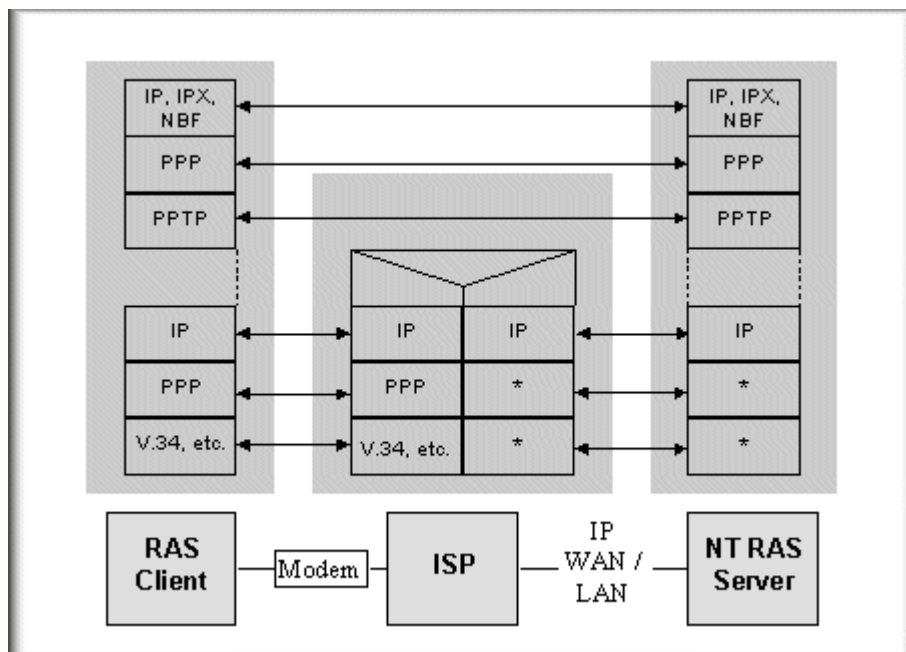 IP, IPX,
NBF
IP, IPX,
NBF
PPP
PPP
PPTP
PPTP
IP
IP
IP
IP
PPP
PPP
*
*
V.34, etc.
V.34, etc.
*
*
RAS
Client
Modem
ISP
IP
WAN /
LAN
NT RAS
Server